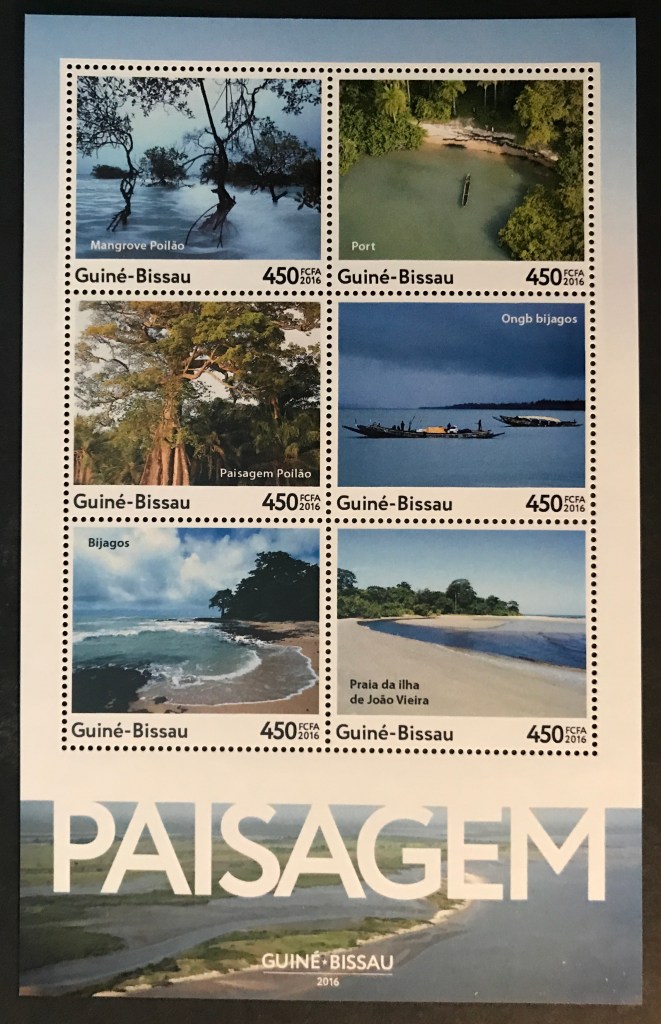 Mangrove Poilão
Guiné-Bissau 450 FCFA 2016
Port
Guiné-Bissau 450 FCFA 2016
Paisagem Poilão
Guiné-Bissau 450 FCFA 2016
Ongb bijagos
Guiné-Bissau 450 FCFA 2016
Bijagos
Guiné-Bissau 450 FCFA 2016
Praia da ilha
de João Vieira
Guiné-Bissau 450 FCFA 2016
PAISAGEM
GUINÉ·BISSAU
2016